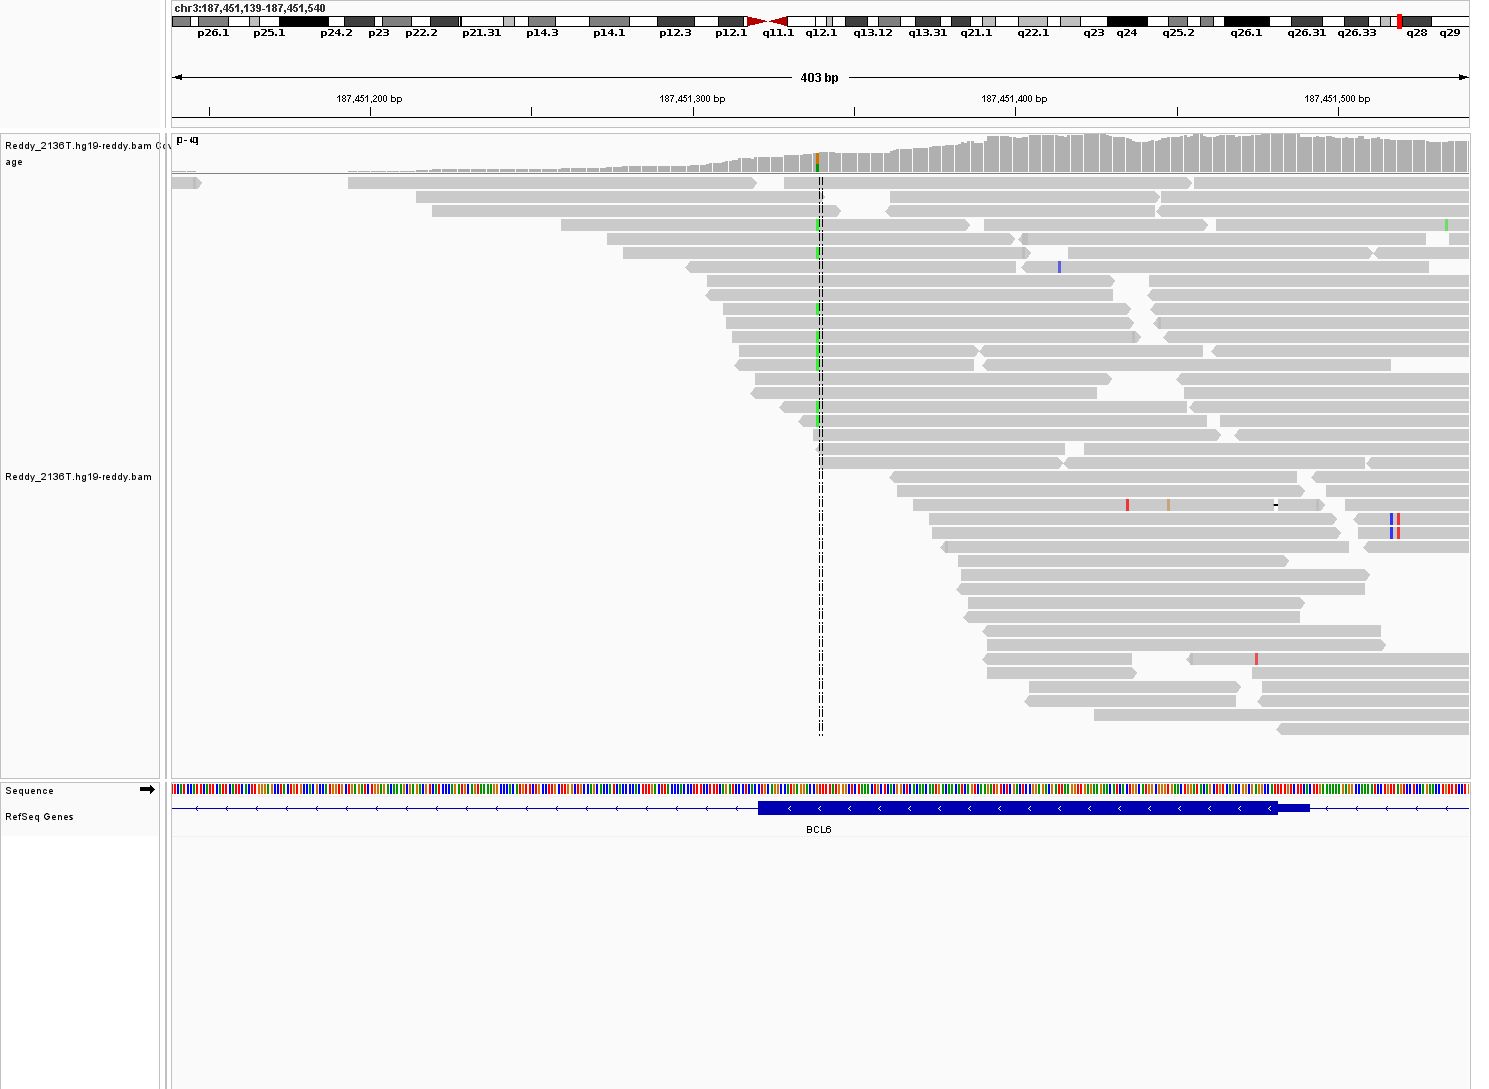 chr3:187,451,139-187,451,540
p26.1 p25.1 p24.2 p23 p22.2 p21.31 p14.3 p14.1 p12.3 p12.1 q11.1 q12.1 q13.12 q13.31 q21.1 q22.1 q23 q24 q25.2 q26.1 q26.31 q26.33 q28 q29
403 bp
187,451,200 bp 187,451,300 bp 187,451,400 bp 187,451,500 bp
Reddy_2136T.hg19-reddy.bam
age
Reddy_2136T.hg19-reddy.bam
Sequence
RefSeq Genes
BCL6